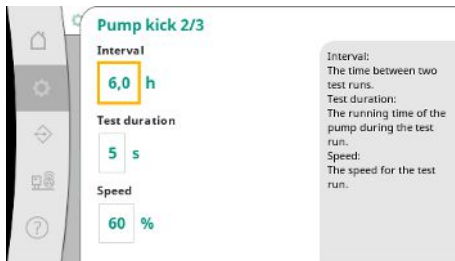 Pump kick 2/3
Interval
6,0 h
Test duration
5 s
Speed
60 %
Interval:
The time between two
test runs.
Test duration:
The running time of the
pump during the test
run.
Speed:
The speed for the test
run.
?